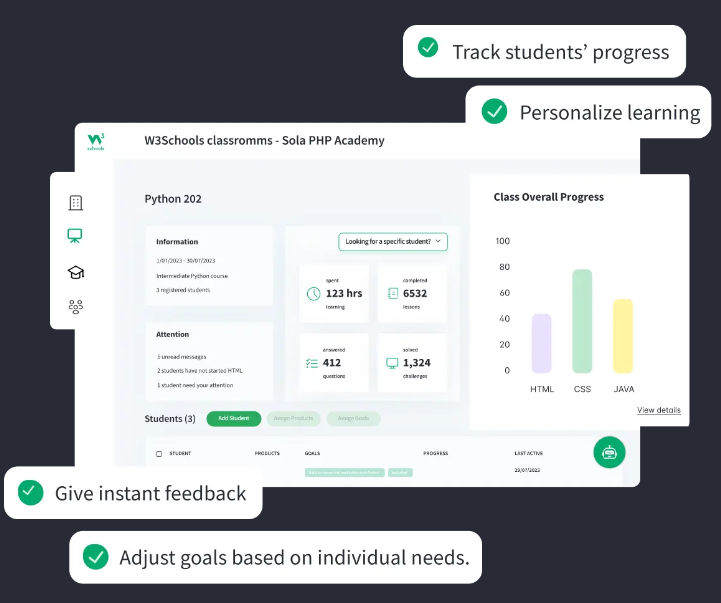 Track students’ progress
Personalize learning
W3 schools
W3Schools classromms - Sola PHP Academy
Python 202
Information
1/07/2023 - 30/07/2023
Intermediate Python course
3 registered students
Attention
5 unread messages
2 students have not started HTML
1 student need your attention
Looking for a specific student?
spent
123 hrs
learning
completed
6532
lessons
answered
412
questions
solved
1,324
challenges
Class Overall Progress
100
80
60
40
20
0
HTML CSS JAVA
View details
Students (3) Add Student Assign Products Assign Goals
STUDENT PRODUCTS GOALS PROGRESS LAST ACTIVE
20/07/2023
Give instant feedback
Adjust goals based on individual needs.